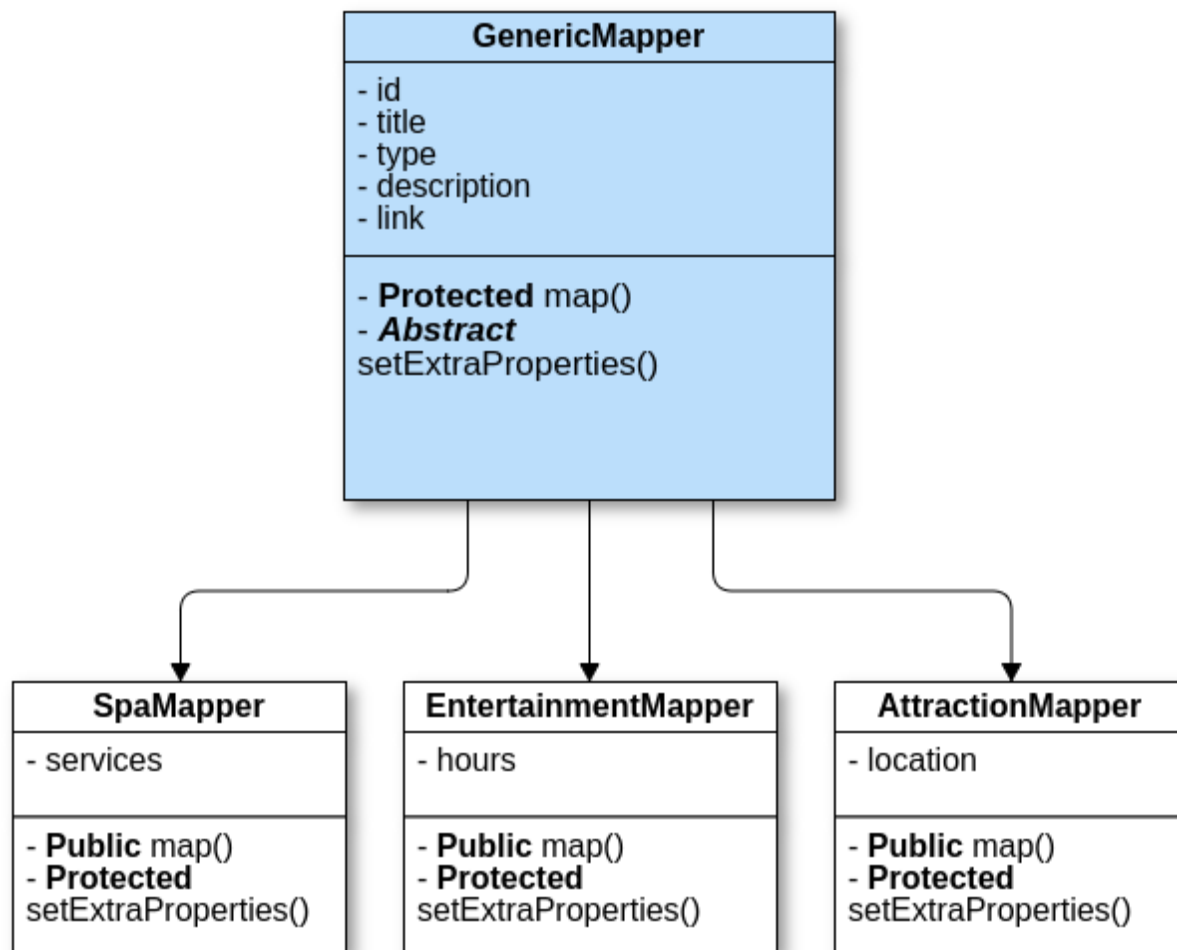 GenericMapper
- id
- title
- type
- description
- link
- Protected map()
- Abstract
setExtraProperties()
SpaMapper
- services
- Public map()
- Protected
setExtraProperties()
EntertainmentMapper
- hours
- Public map()
- Protected
setExtraProperties()
AttractionMapper
- location
- Public map()
- Protected
setExtraProperties()